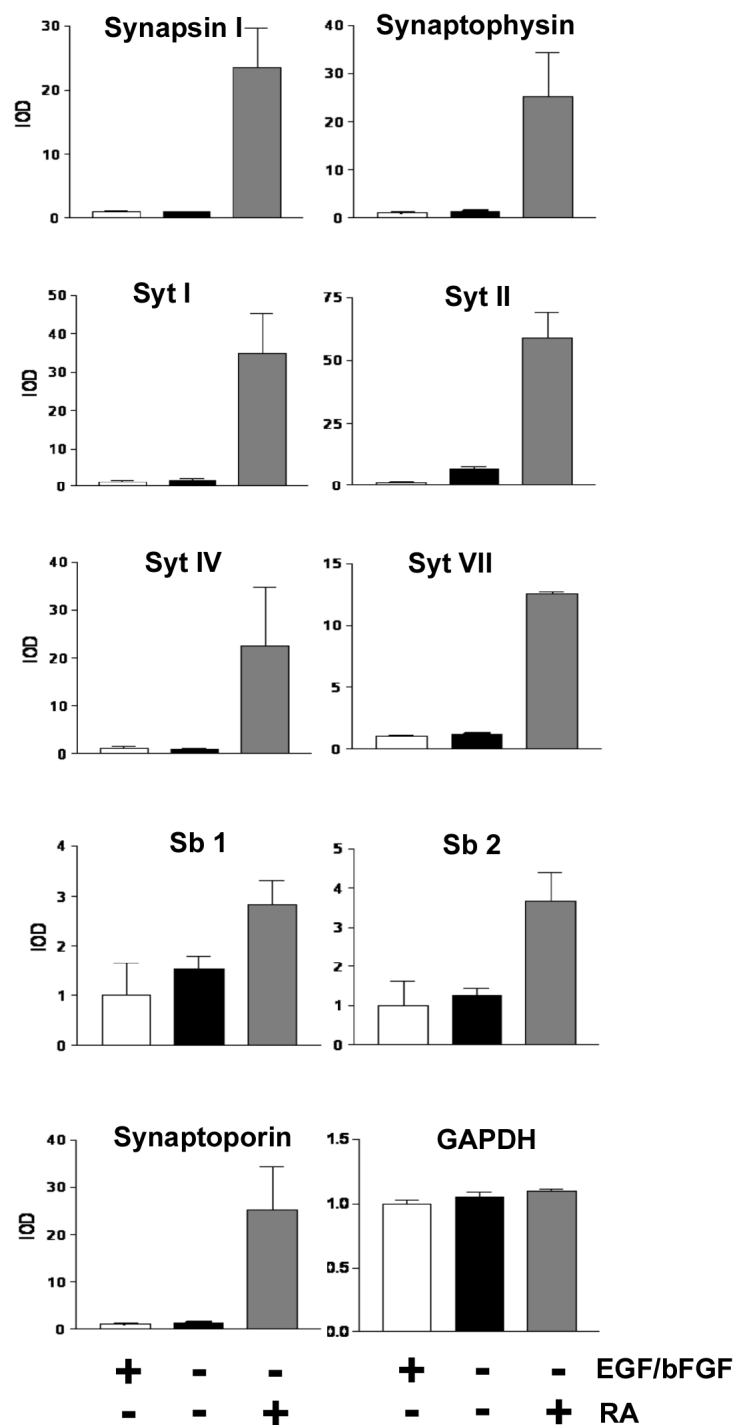 Synapsin I
30
20
10
0
IOD
Synaptophysin
40
30
20
10
0
Syt I
50
40
30
20
10
0
IOD
Syt II
75
50
25
0
Syt IV
40
30
20
10
0
IOD
Syt VII
15
10
5
0
Sb 1
4
3
2
1
0
IOD
Sb 2
5
4
3
2
1
0
Synaptoporin
40
30
20
10
0
IOD
GAPDH
1.5
1.0
0.5
0.0
+ - - + - - EGF/bFGF
- - + - - + RA